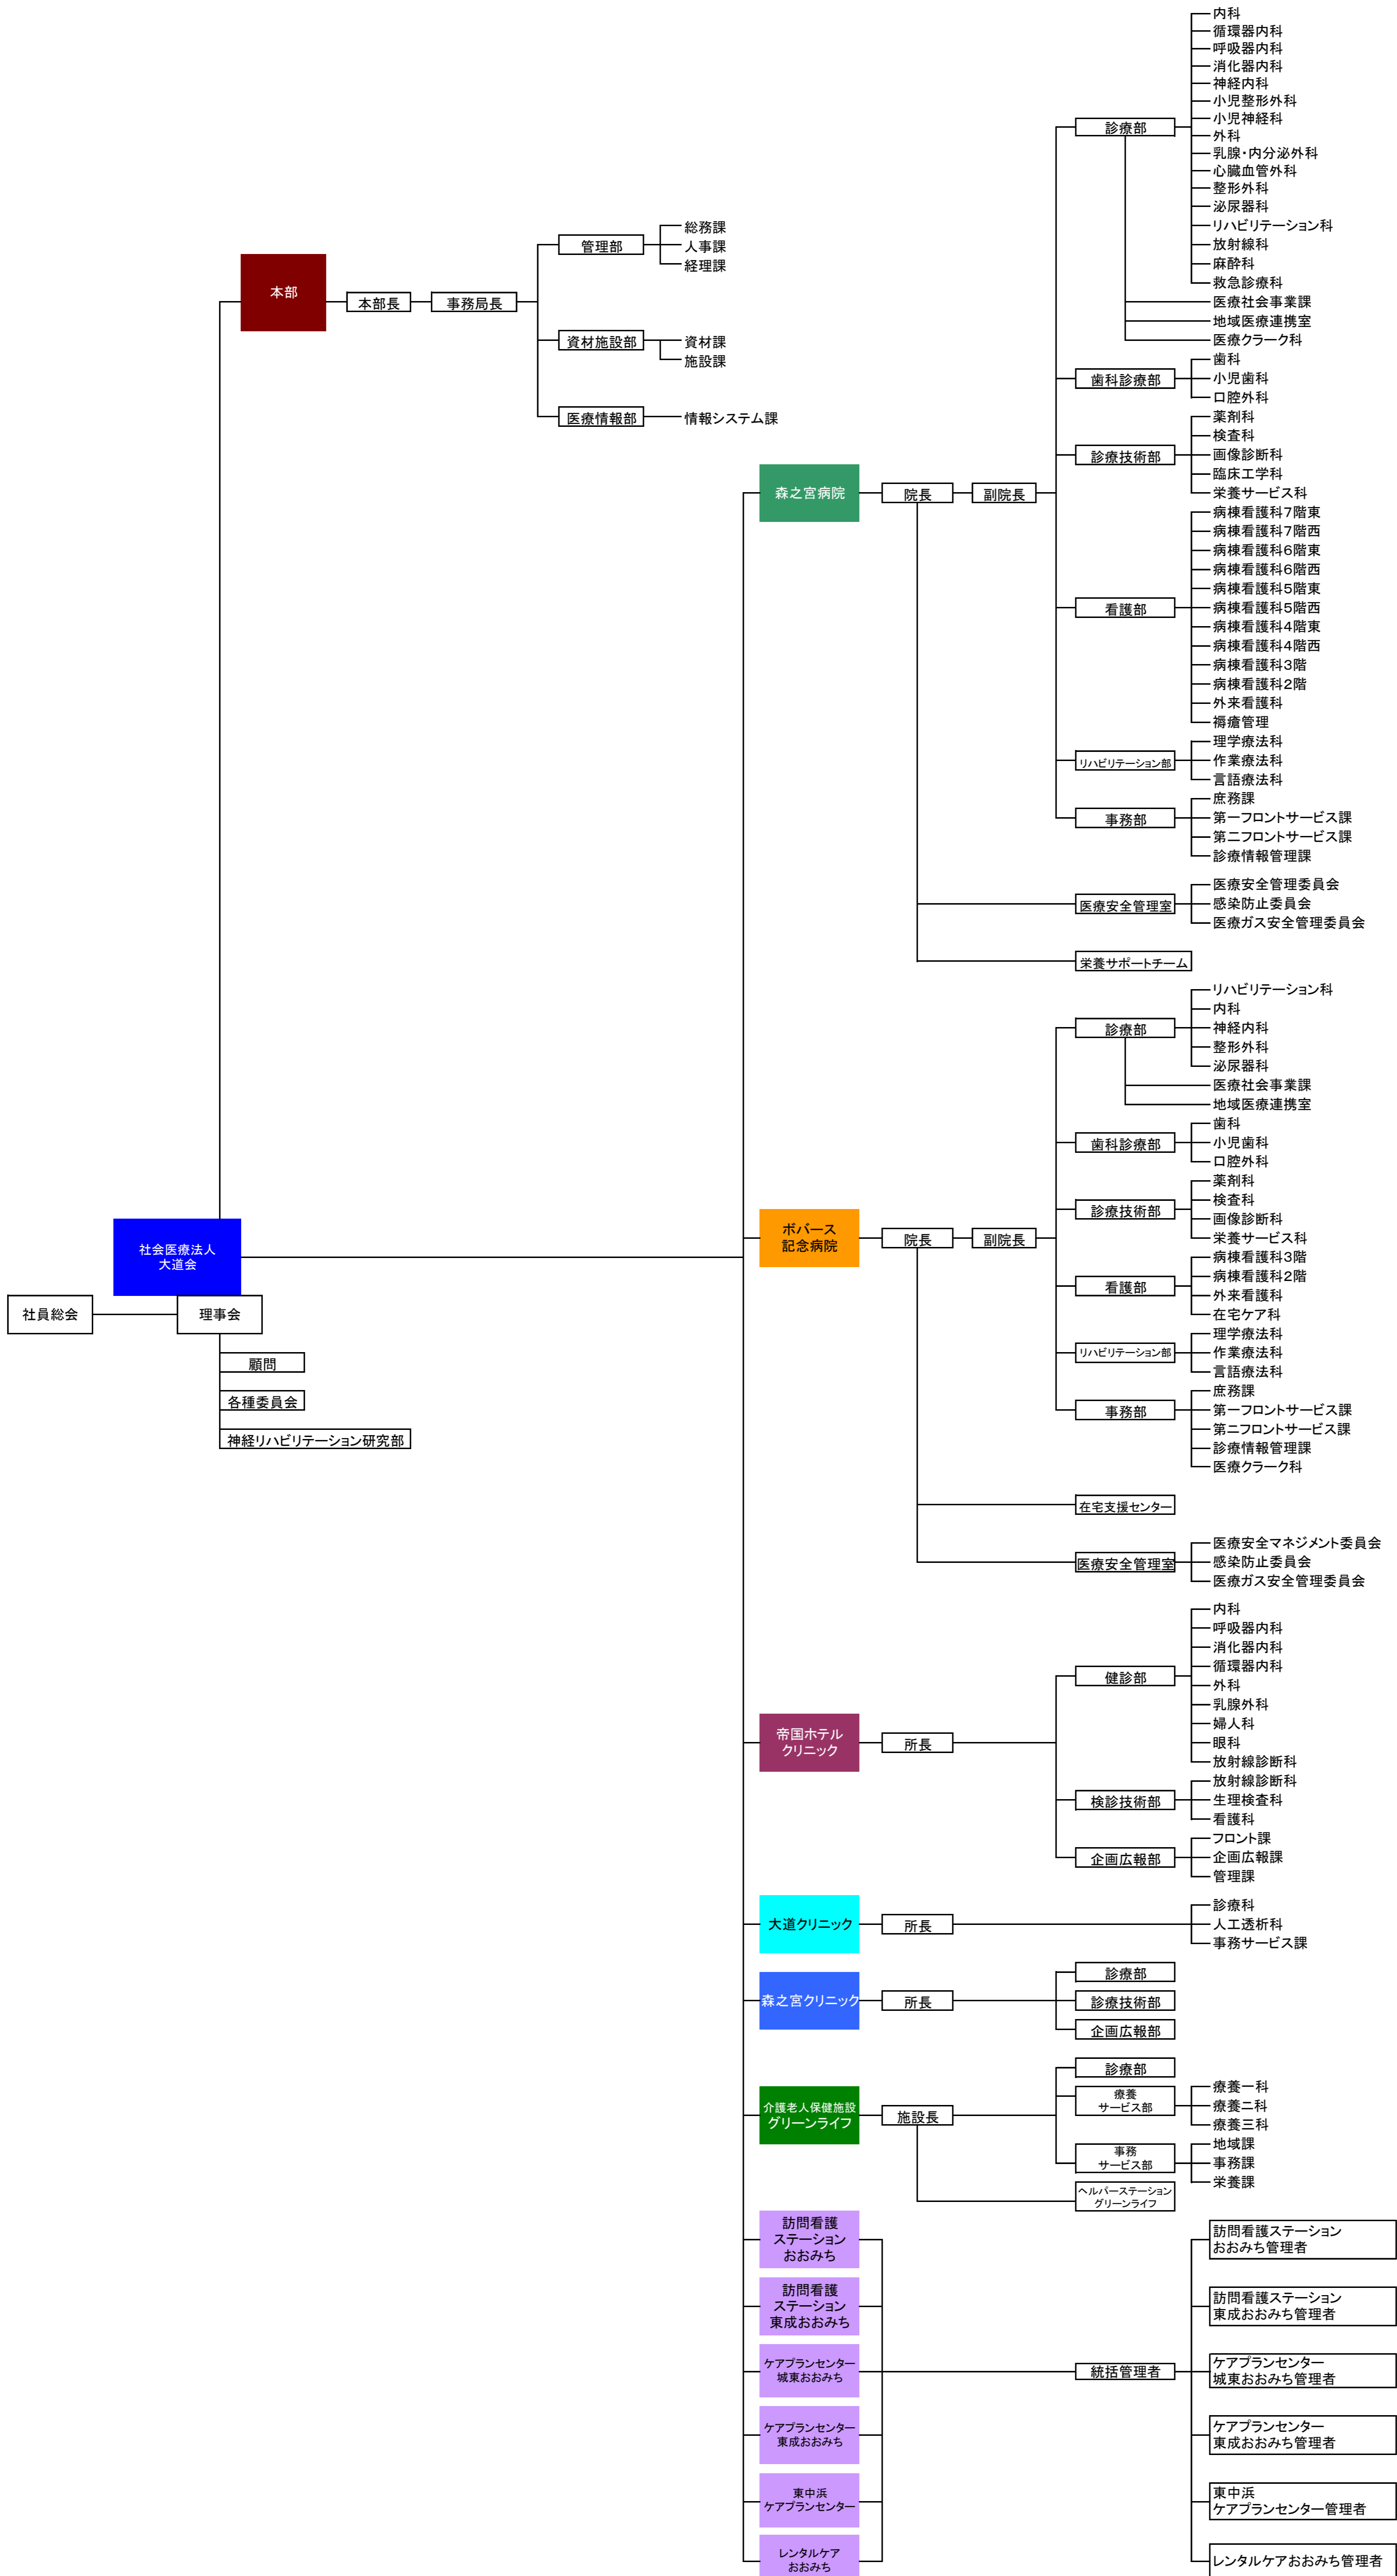 内科
循環器内科
呼吸器内科
消化器内科
神経内科
小児整形外科
小児神経科
診療部
外科
乳腺・内分泌外科
心臓血管外科
整形外科
泌尿器科
リハビリテーション科
放射線科
麻酔科
救急診療科
医療社会事業課
地域医療連携室
医療クラーク科
総務課
管理部
人事課
経理課
本部
本部長
事務局長
資材施設部
資材課
施設課
医療情報部
情報システム課
歯科
歯科診療部
小児歯科
口腔外科
薬剤科
検査科
診療技術部
画像診断科
臨床工学科
栄養サービス科
森之宮病院
院長
副院長
病棟看護科7階東
病棟看護科7階西
病棟看護科6階東
病棟看護科6階西
病棟看護科5階東
看護部
病棟看護科5階西
病棟看護科4階東
病棟看護科4階西
病棟看護科3階
病棟看護科2階
外来看護科
褥瘡管理
理学療法科
リハビリテーション部
作業療法科
言語療法科
庶務課
事務部
第一フロントサービス課
第二フロントサービス課
診療情報管理課
医療安全管理委員会
医療安全管理室
感染防止委員会
医療ガス安全管理委員会
栄養サポートチーム
リハビリテーション科
内科
診療部
神経内科
整形外科
泌尿器科
医療社会事業課
地域医療連携室
歯科
歯科診療部
小児歯科
口腔外科
薬剤科
検査科
診療技術部
画像診断科
栄養サービス科
ボバース
記念病院
院長
副院長
社会医療法人
大道会
病棟看護科3階
病棟看護科2階
看護部
外来看護科
在宅ケア科
社員総会
理事会
理学療法科
リハビリテーション部
作業療法科
言語療法科
顧問
各種委員会
神経リハビリテーション研究部
庶務課
事務部
第一フロントサービス課
第二フロントサービス課
診療情報管理課
医療クラーク科
在宅支援センター
医療安全マネジメント委員会
医療安全管理室
感染防止委員会
医療ガス安全管理委員会
内科
呼吸器内科
消化器内科
循環器内科
健診部
外科
乳腺外科
婦人科
眼科
放射線診断科
帝国ホテル
クリニック
所長
放射線診断科
検診技術部
生理検査科
看護科
フロント課
企画広報部
企画広報課
管理課
大道クリニック
所長
診療科
人工透析科
事務サービス課
森之宮クリニック
所長
診療部
診療技術部
企画広報部
介護老人保健施設
グリーンライフ
施設長
診療部
療養
サービス部
療養一科
療養二科
療養三科
事務
サービス部
地域課
事務課
栄養課
ヘルパーステーション
グリーンライフ
訪問看護
ステーション
おおみち
訪問看護ステーション
おおみち管理者
訪問看護
ステーション
東成おおみち
訪問看護ステーション
東成おおみち管理者
ケアプランセンター
城東おおみち
統括管理者
ケアプランセンター
城東おおみち管理者
ケアプランセンター
東成おおみち
ケアプランセンター
東成おおみち管理者
東中浜
ケアプランセンター
東中浜
ケアプランセンター管理者
レンタルケア
おおみち
レンタルケアおおみち管理者